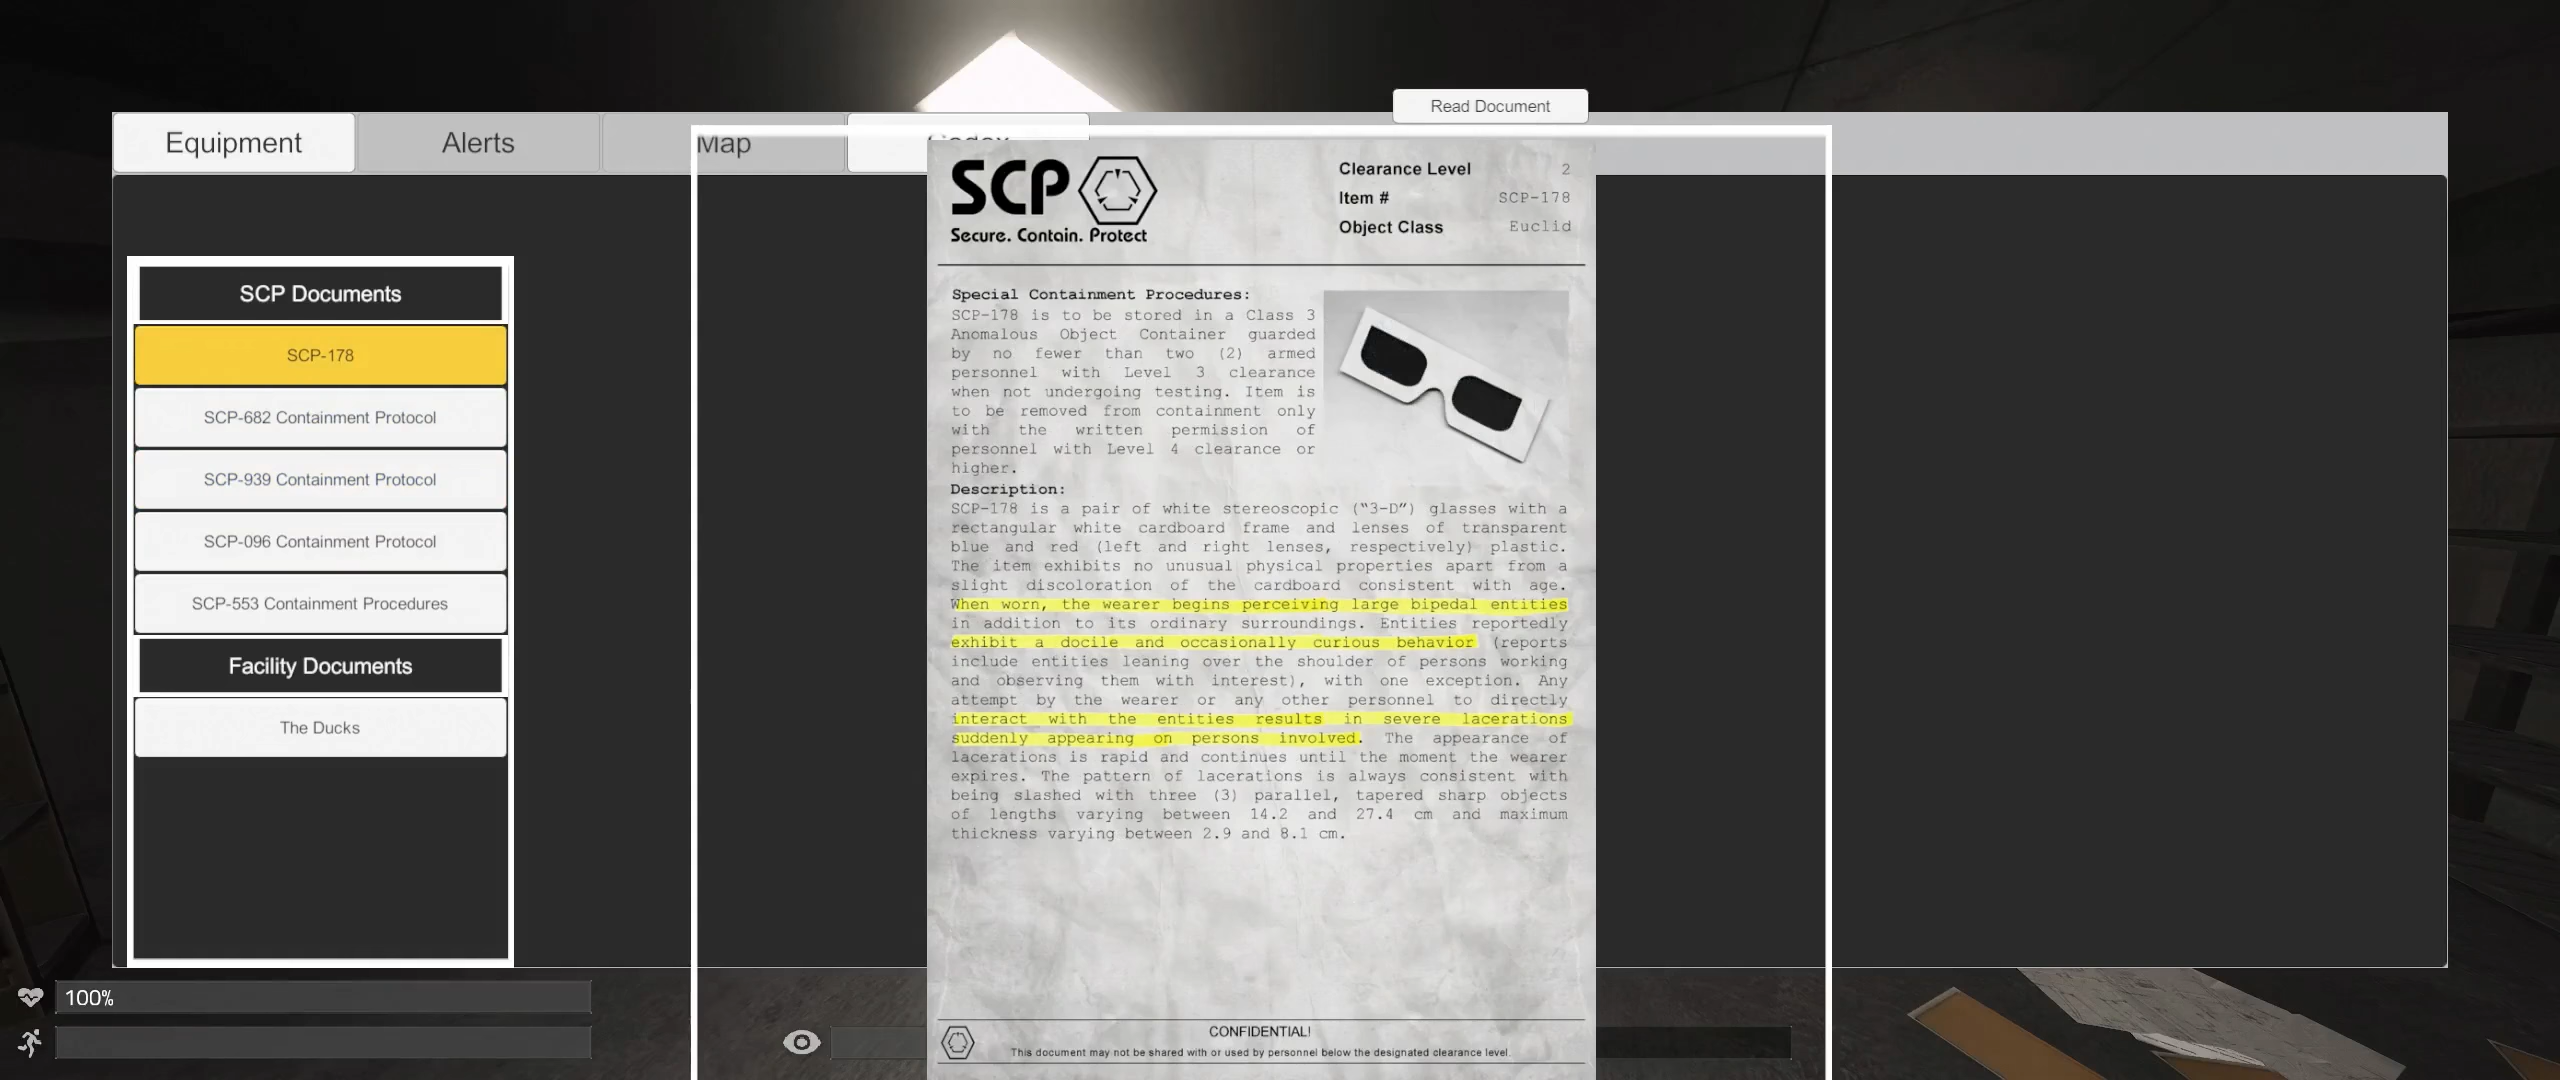 Read Document
Equipment
Alerts
Map
SCP
Secure. Contain. Protect
Clearance Level 2
Item # SCP-178
Object Class Euclid
SCP Documents
SCP-178
SCP-682 Containment Protocol
SCP-939 Containment Protocol
SCP-096 Containment Protocol
SCP-553 Containment Procedures
Facility Documents
The Ducks
Special Containment Procedures:
SCP-178 is to be stored in a Class 3
Anomalous Object Container guarded
by no fewer than two (2) armed
personnel with Level 3 clearance
when not undergoing testing. Item is
to be removed from containment only
with the written permission of
personnel with Level 4 clearance or
higher.
Description:
SCP-178 is a pair of white stereoscopic (“3-D”) glasses with a
rectangular white cardboard frame and lenses of transparent
blue and red (left and right lenses, respectively) plastic.
The item exhibits no unusual physical properties apart from a
slight discoloration of the cardboard consistent with age.
When worn, the wearer begins perceiving large bipedal entities
in addition to its ordinary surroundings. Entities reportedly
exhibit a docile and occasionally curious behavior (reports
include entities leaning over the shoulder of persons working
and observing them with interest), with one exception. Any
attempt by the wearer or any other personnel to directly
interact with the entities results in severe lacerations
suddenly appearing on persons involved. The appearance of
lacerations is rapid and continues until the moment the wearer
expires. The pattern of lacerations is always consistent with
being slashed with three (3) parallel, tapered sharp objects
of lengths varying between 14.2 and 27.4 cm and maximum
thickness varying between 2.9 and 8.1 cm.
CONFIDENTIAL!
This document may not be shared with or used by personnel below the designated clearance level.
100%